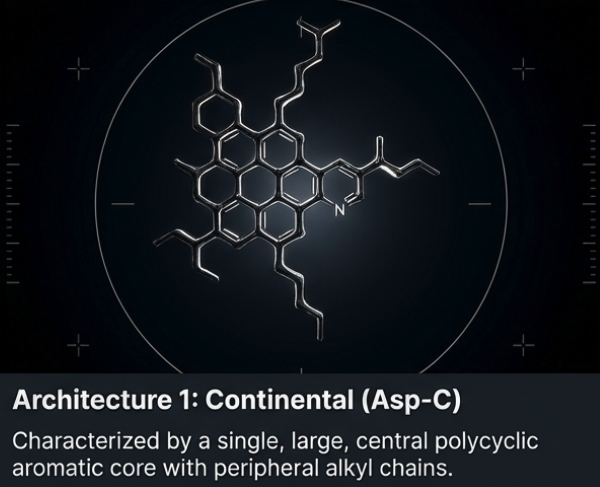 N
Architecture 1: Continental (Asp-C)
Characterized by a single, large, central polycyclic
aromatic core with peripheral alkyl chains.